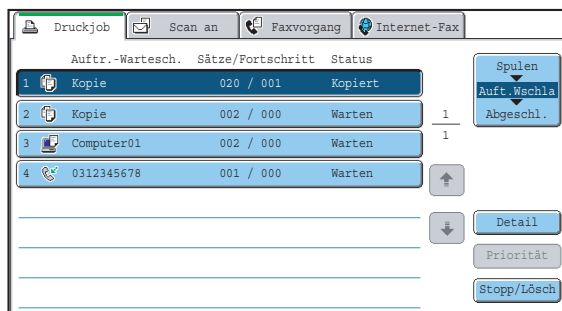 Druckjob Scan an Faxvorgang Internet-Fax
Auftr.-Wartesch. Sätze/Fortschritt Status
1 Kopie 020 / 001 Kopiert
2 Kopie 002 / 000 Warten
3 Computer01 002 / 000 Warten
4 0312345678 001 / 000 Warten
1
1
Spulen
Auft.Wschla
Abgeschl.
Detail
Priorität
Stopp/Lösch